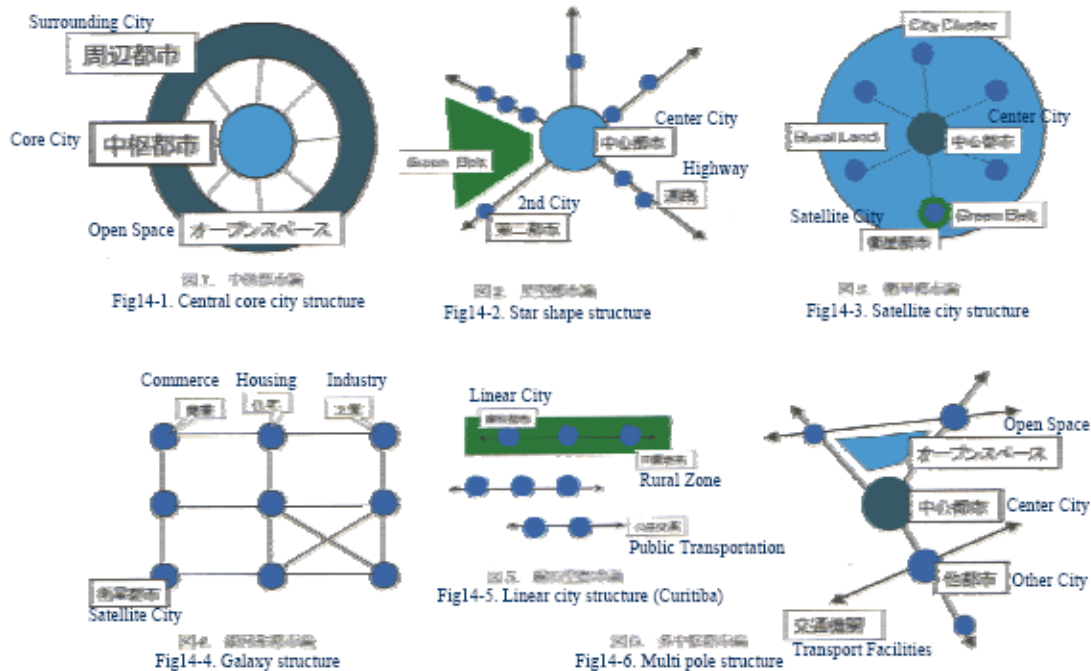 Surrounding City
周辺都市
Core City
中枢都市
Open Space
オープンスペース
Fig14-1. Central core city structure
Green Belt
Center City
中心都市
Highway
道路
2nd City
第二都市
Fig14-2. Star shape structure
City Cluster
Center City
Rural Land
中心都市
Satellite City
Green Belt
衛星都市
Fig14-3. Satellite city structure
Commerce
Housing
Industry
商業
住宅
工業
衛星都市
Satellite City
Fig14-4. Galaxy structure
Linear City
Rural Zone
Public Transportation
Fig14-5. Linear city structure (Curitiba)
Open Space
オープンスペース
中心都市
Center City
他都市
Other City
交通機関
Transport Facilities
Fig14-6. Multi pole structure